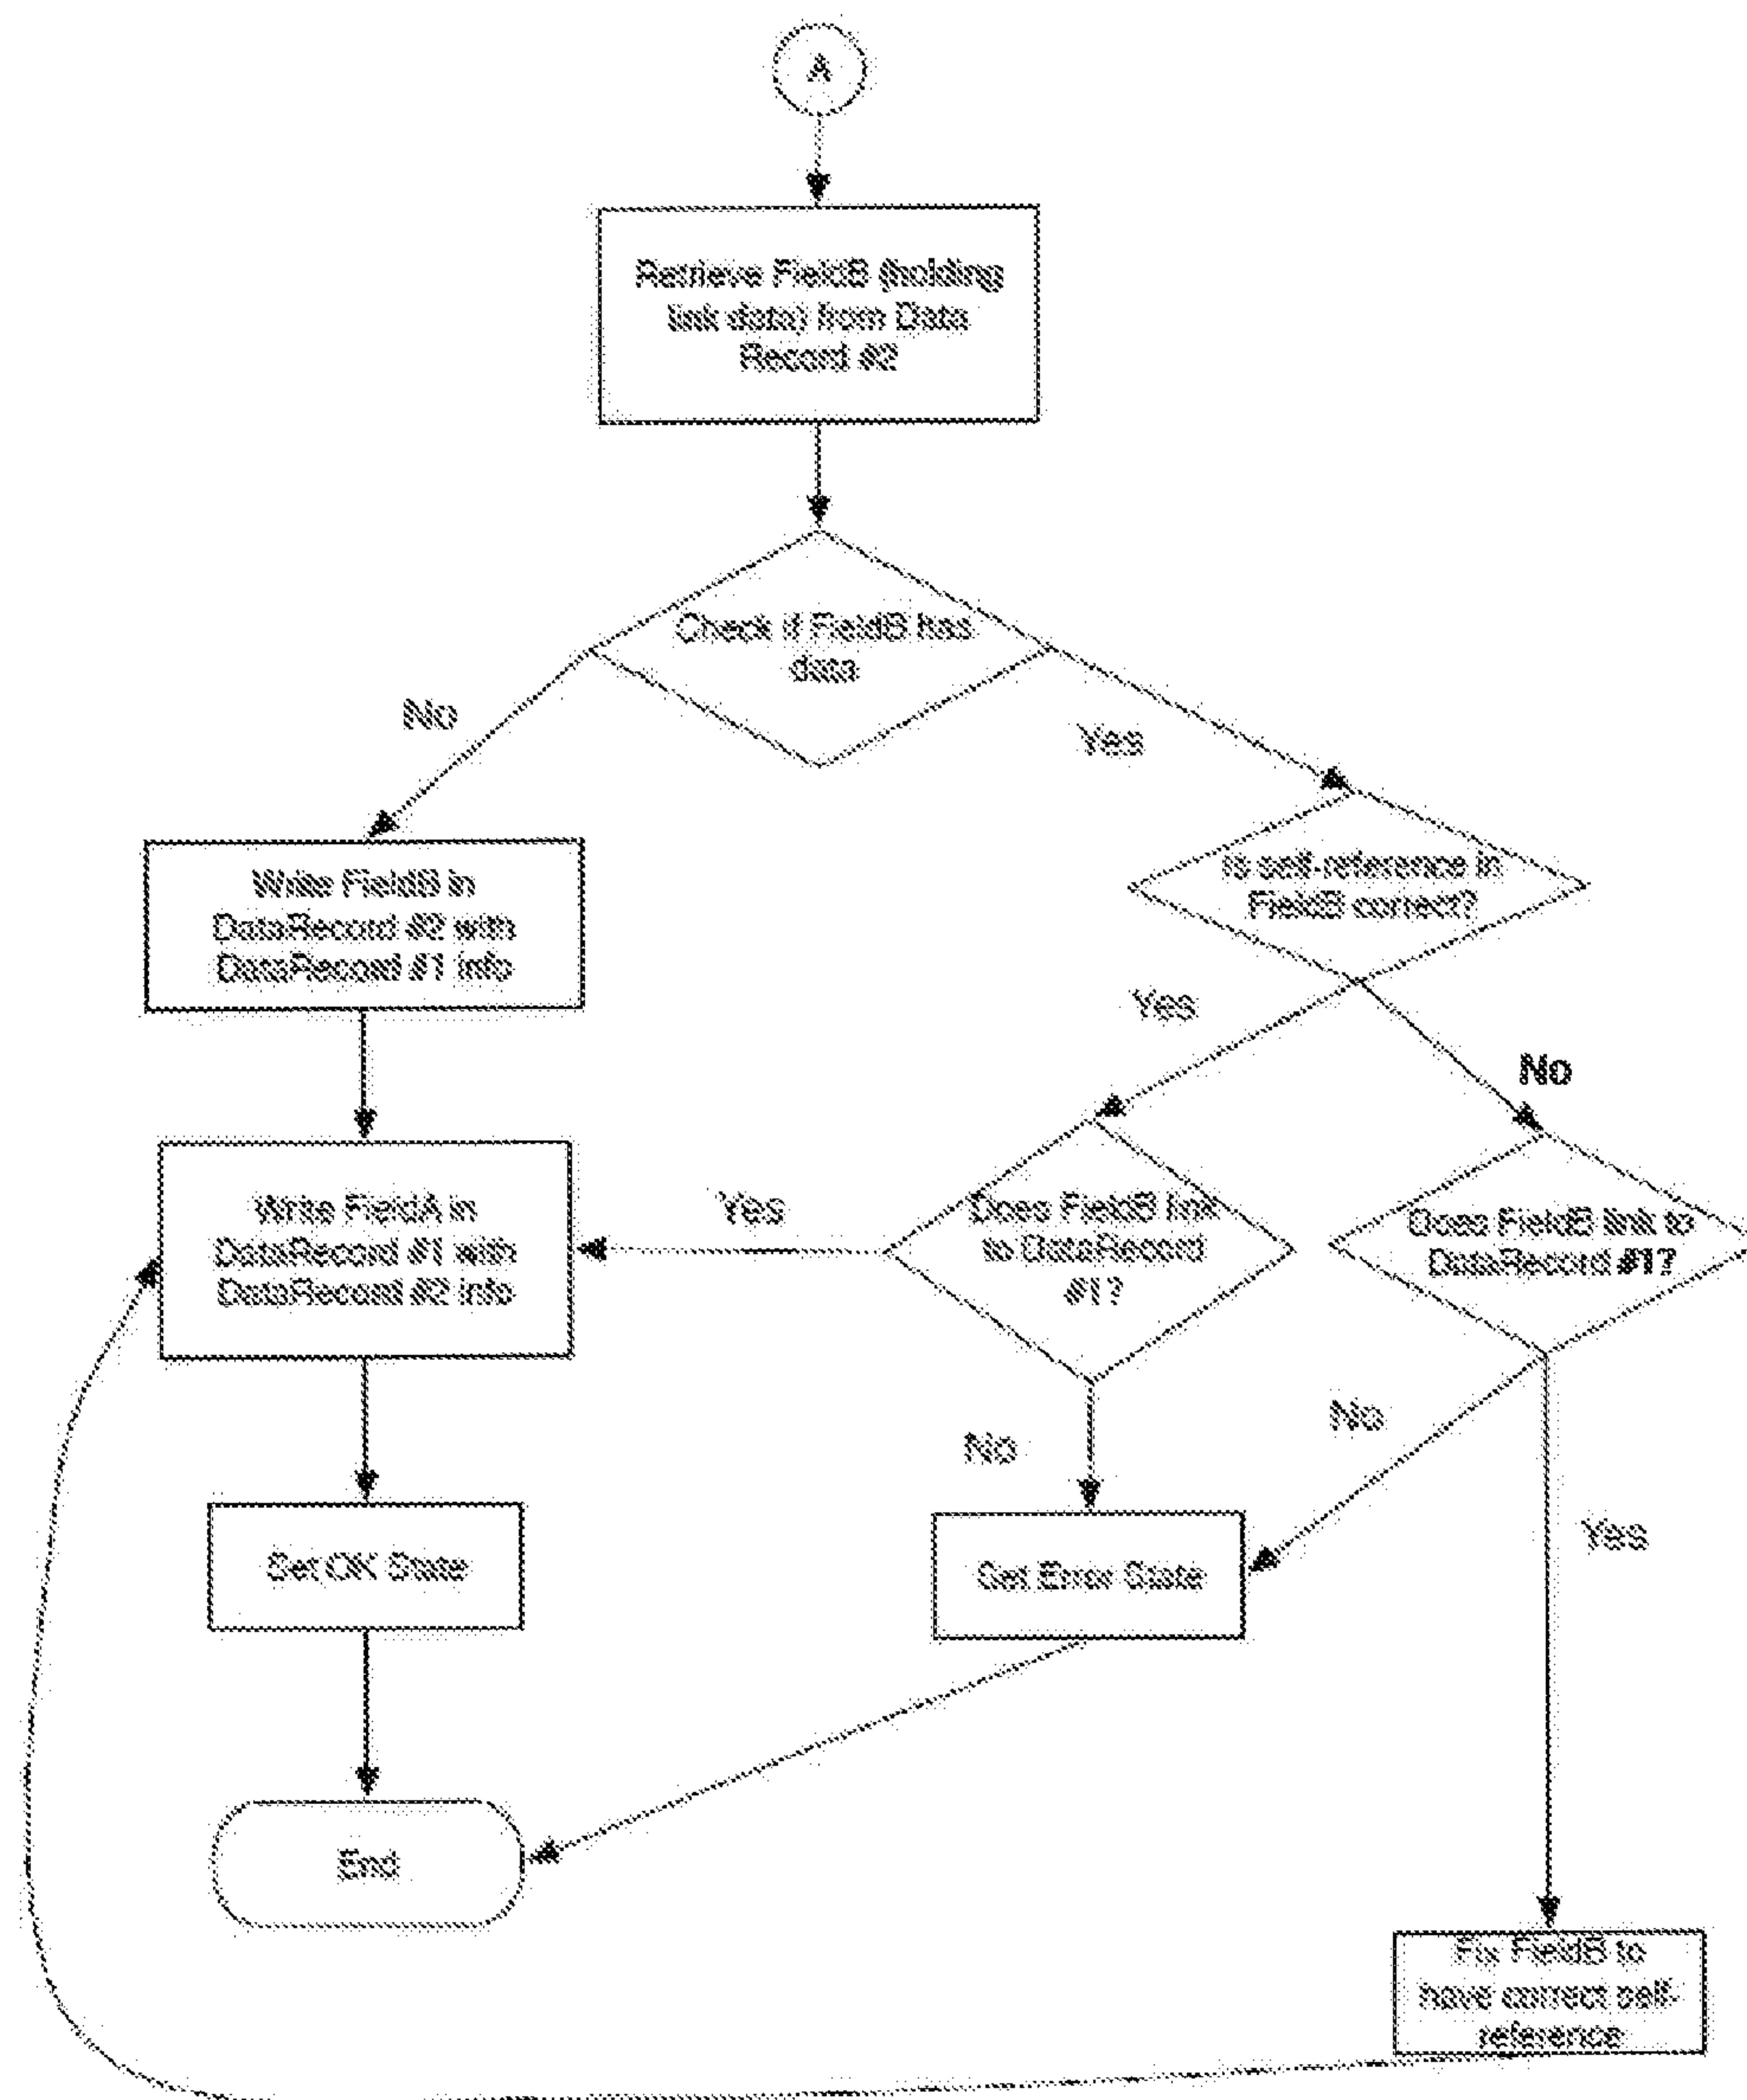 A
Retrieve FieldB (holding
link data) from Data
Record #2
Check if FieldB has
data
No
Yes
Write FieldB in
DataRecord #2 with
DataRecord #1 info
Is self-reference in
FieldB correct?
Yes
No
Write FieldA in
DataRecord #1 with
DataRecord #2 info
Yes
Does FieldB link
to DataRecord
#1?
Does FieldB link to
DataRecord #1?
No
No
Yes
Set OK State
Set Error State
End
Fix FieldB to
have correct self-
reference